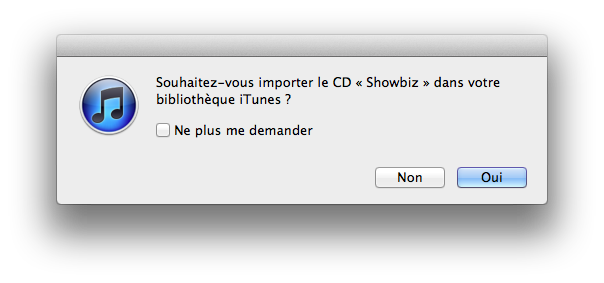 Souhaitez-vous importer le CD « Showbiz » dans votre
bibliothèque iTunes ?
Ne plus me demander
Non Oui